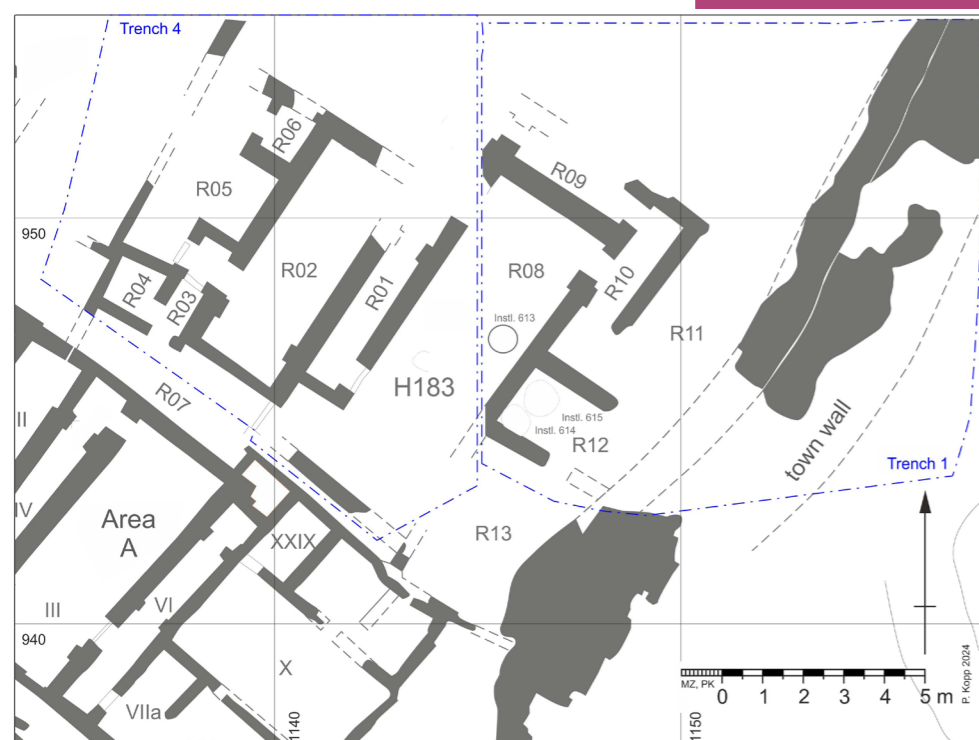 Trench 4
R06
R05
R09
950
R04
R03
R02
R01
R08
R10
Instl. 613
R11
H183
R07
Instl. 615
Instl. 614
R12
town wall
Trench 1
II
IV
Area
A
XXIX
R13
III
VI
940
X
VIIa
1140
1150
MZ, PK
0 1 2 3 4 5 m
P. Kopp 2024